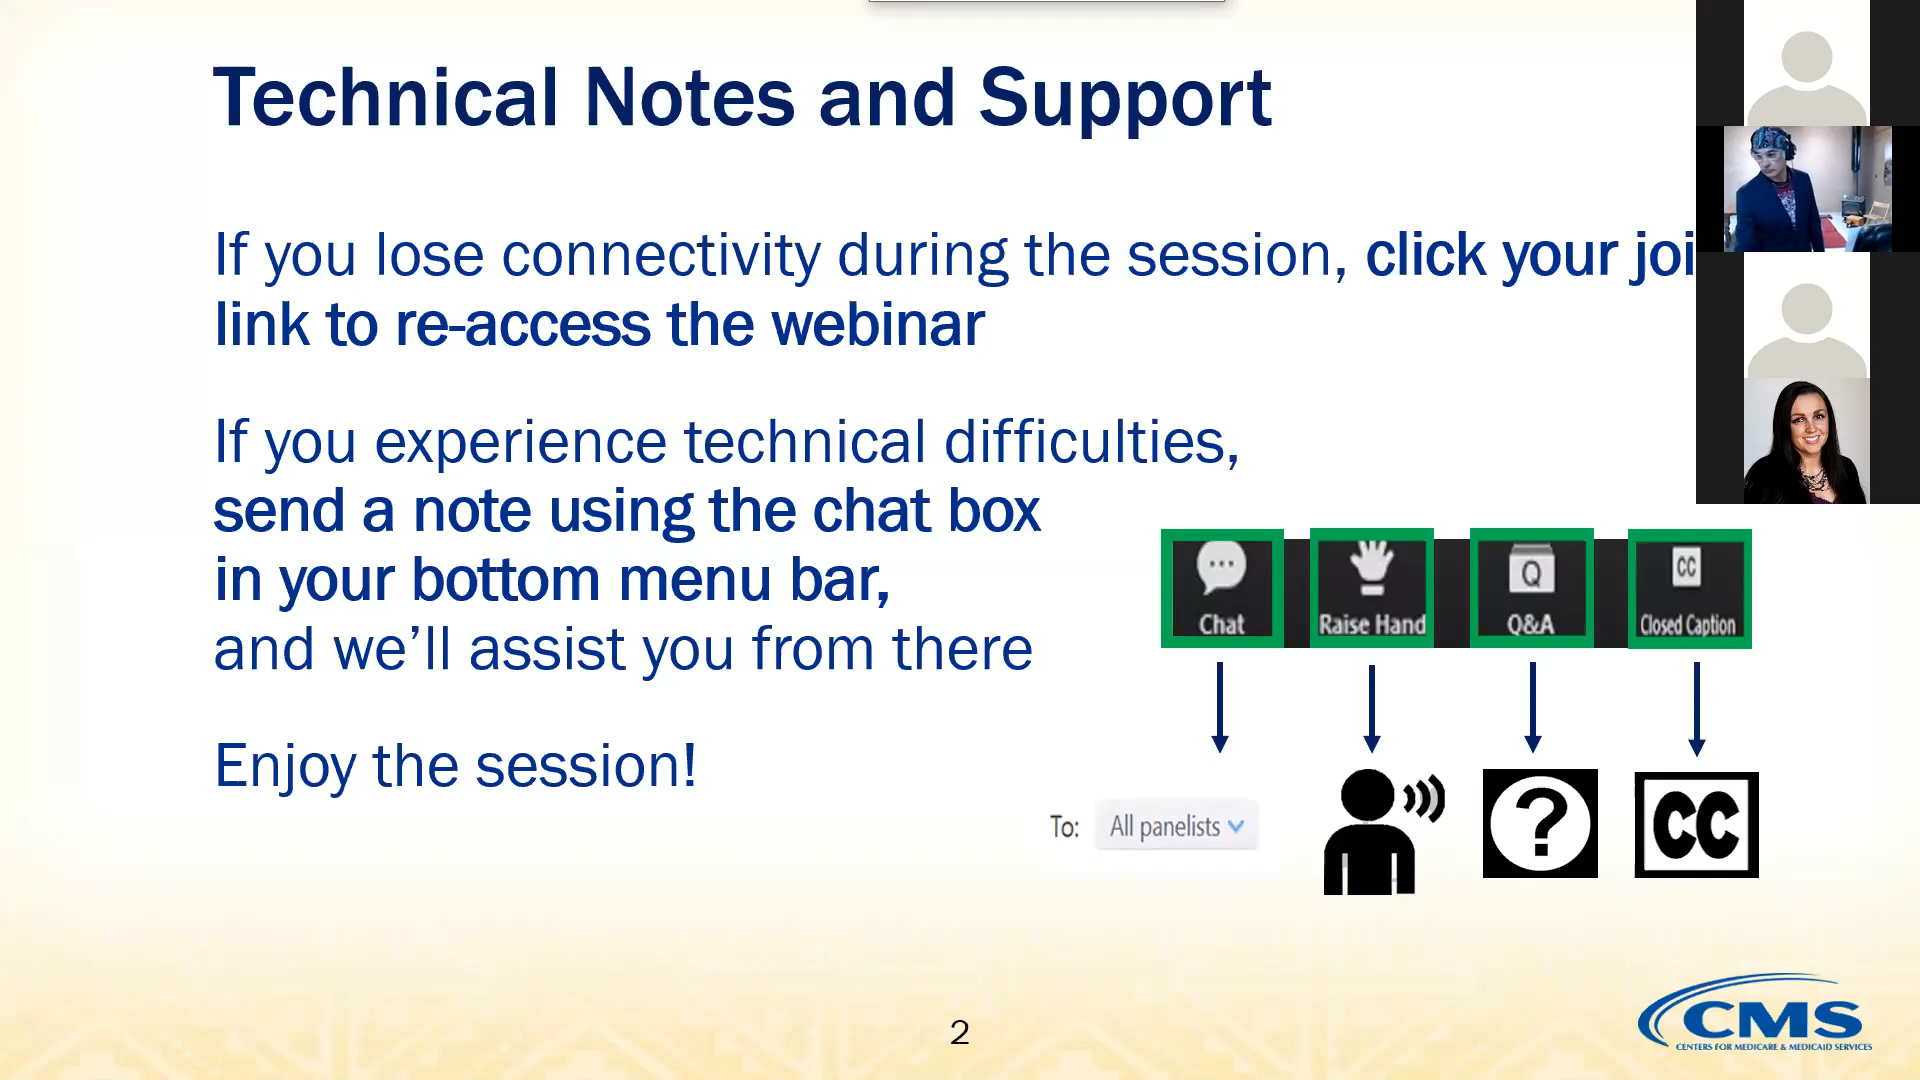 Technical Notes and Support
If you lose connectivity during the session, click your joi
link to re-access the webinar
If you experience technical difficulties,
send a note using the chat box
in your bottom menu bar,
and we’ll assist you from there
Enjoy the session!
Chat
Raise Hand
Q
Q&A
CC
Closed Caption
To: All panelists
?
CC
2
CMS
CENTERS FOR MEDICARE & MEDICAID SERVICES